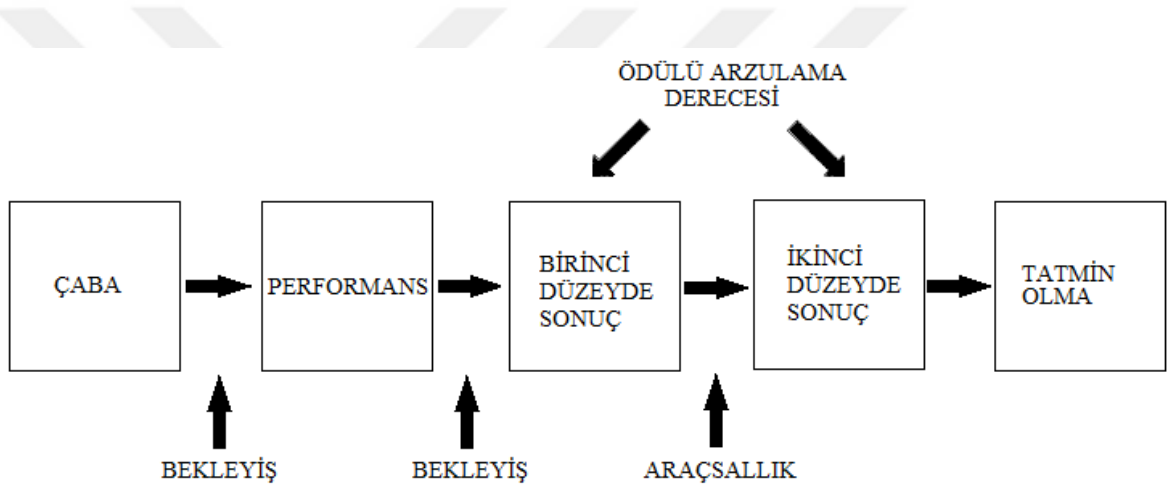 ÖDÜLÜ ARZULAMA
DERECESİ
ÇABA
PERFORMANS
BİRİNCİ
DÜZEYDE
SONUÇ
İKİNCİ
DÜZEYDE
SONUÇ
TATMİN
OLMA
BEKLEYİŞ
BEKLEYİŞ
ARAÇSALLIK